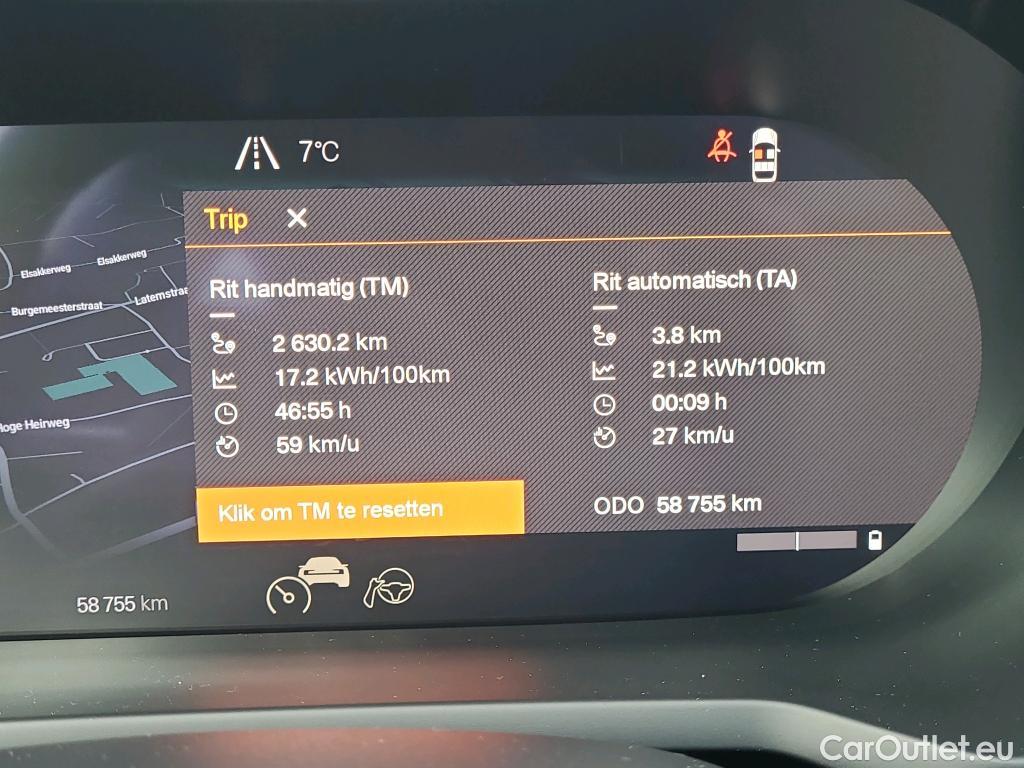 7°C
Trip
Elsakkerweg Elsakkerweg
Burgemeesterstraat
Laternstraa
Hoge Heirweg
Rit handmatig (TM)
2 630.2 km
17.2 kWh/100km
46:55 h
59 km/u
Klik om TM te resetten
Rit automatisch (TA)
3.8 km
21.2 kWh/100km
00:09 h
27 km/u
ODO 58 755 km
58 755 km
CarOutlet.eu